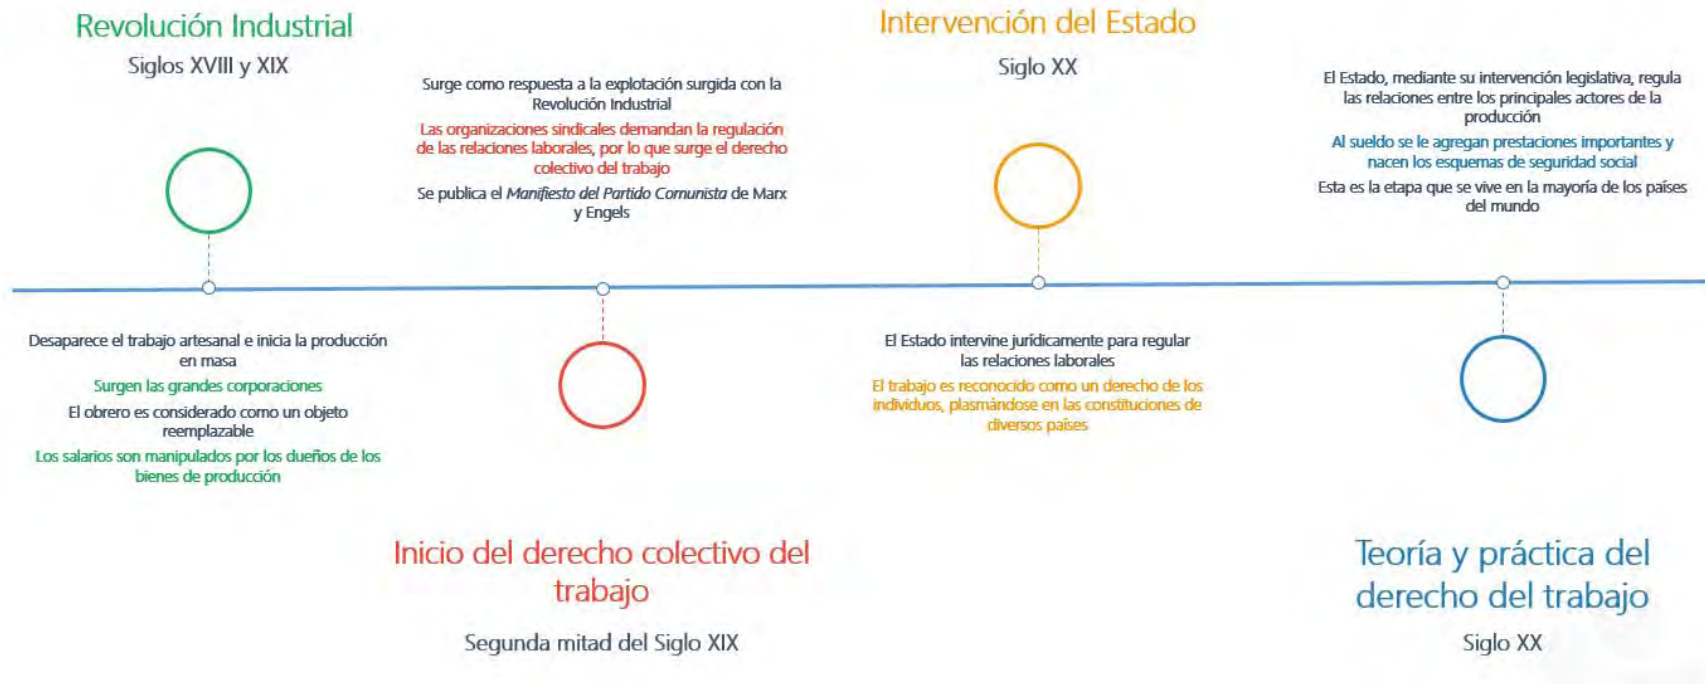 Revolución Industrial
Siglos XVIII y XIX
Desaparece el trabajo artesanal e inicia la producción
en masa
Surgen las grandes corporaciones
El obrero es considerado como un objeto
reemplazable
Los salarios son manipulados por los dueños de los
bienes de producción
Surge como respuesta a la explotación surgida con la
Revolución Industrial
Las organizaciones sindicales demandan la regulación
de las relaciones laborales, por lo que surge el derecho
colectivo del trabajo
Se publica el Manifiesto del Partido Comunista de Marx
y Engels
Inicio del derecho colectivo del
trabajo
Segunda mitad del Siglo XIX
Intervención del Estado
Siglo XX
El Estado intervine jurídicamente para regular
las relaciones laborales
El trabajo es reconocido como un derecho de los
individuos, plasmándose en las constituciones de
diversos países
El Estado, mediante su intervención legislativa, regula
las relaciones entre los principales actores de la
producción
Al sueldo se le agregan prestaciones importantes y
nacen los esquemas de seguridad social
Esta es la etapa que se vive en la mayoría de los países
del mundo
Teoría y práctica del
derecho del trabajo
Siglo XX